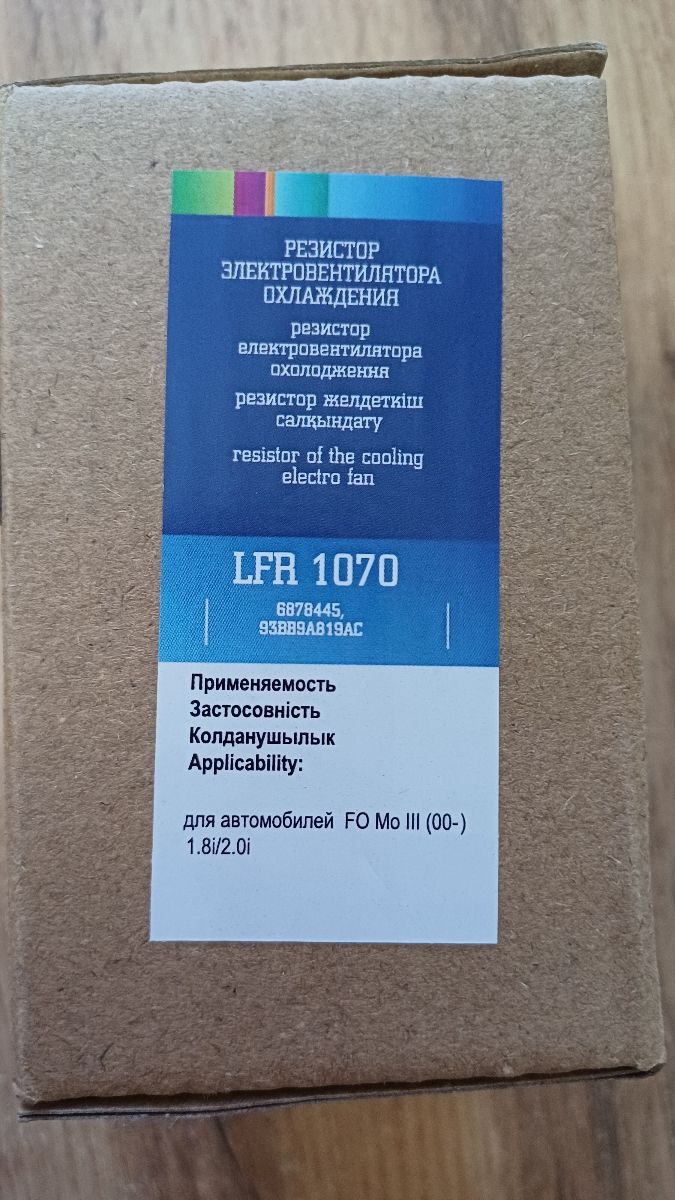 РЕЗИСТОР
ЭЛЕКТРОВЕНТИЛЯТОРА
ОХЛАЖДЕНИЯ
резистор
електровентилятора
охолодження
резистор желдеткіш
салқындату
resistor of the cooling
electro fan
LFR 1070
6878445,
93BB9A819AC
Применяемость
Застосовність
Колданушылык
Applicability:
для автомобилей FO Mo III (00-)
1.8i/2.0i